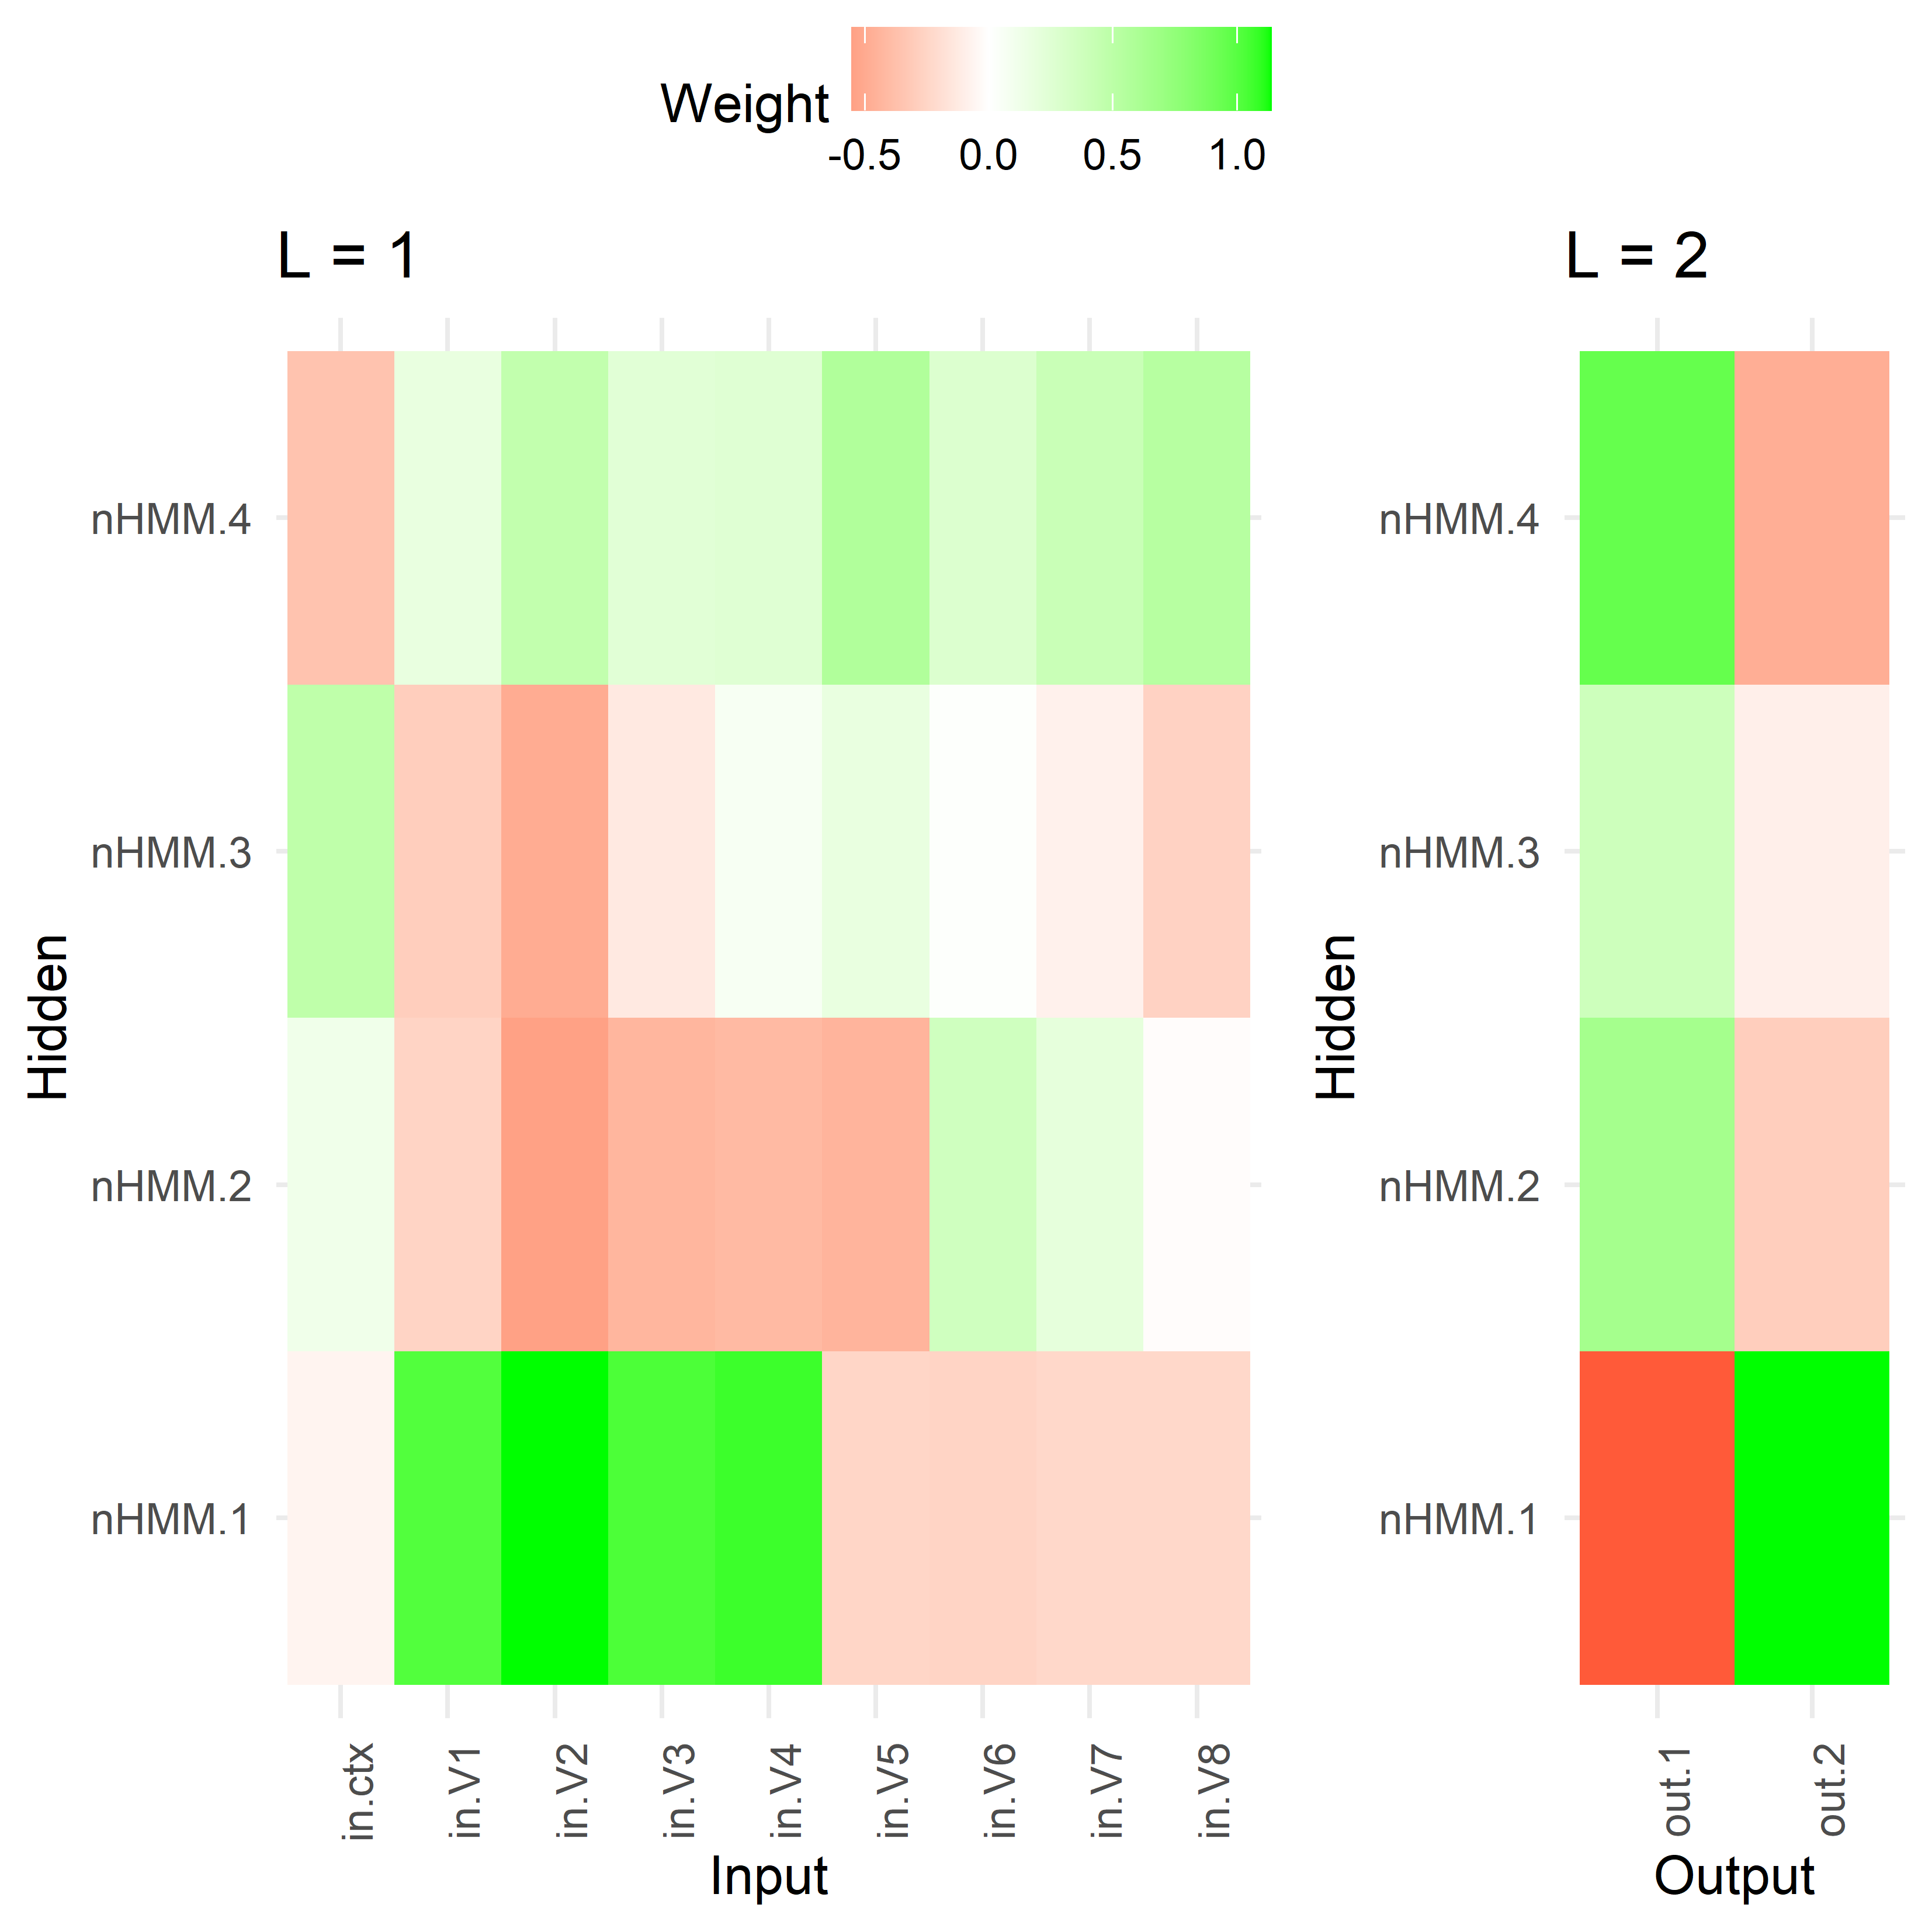 Weight
-0.5 0.0 0.5 1.0
L = 1
nHMM.4
nHMM.3
nHMM.2
nHMM.1
Hidden
in.ctx in.V1 in.V2 in.V3 in.V4 in.V5 in.V6 in.V7 in.V8
Input
L = 2
nHMM.4
nHMM.3
nHMM.2
nHMM.1
Hidden
out.1 out.2
Output